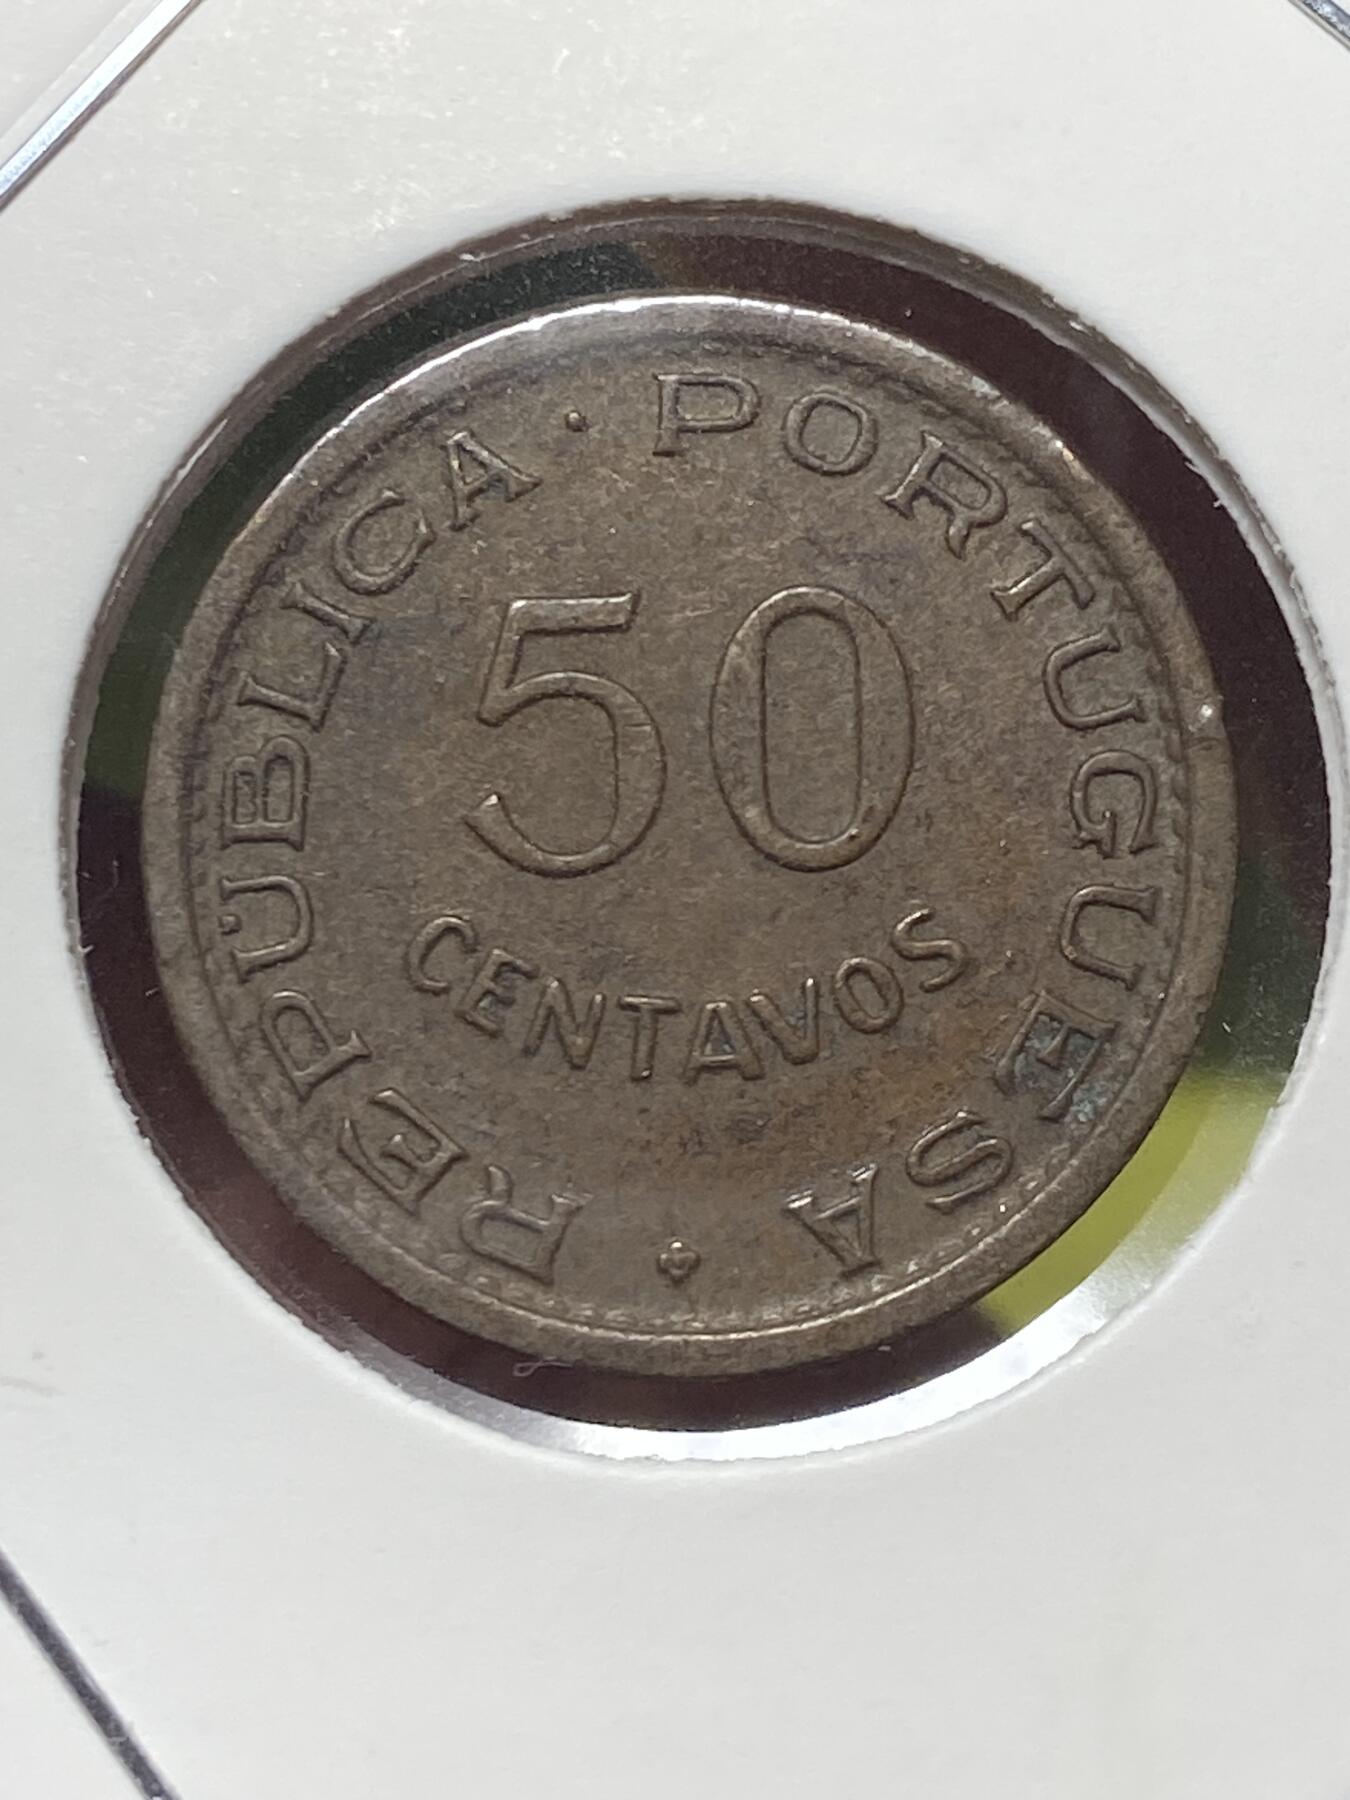 REPÚBLICA · PORTUGUESA
50
CENTAVOS